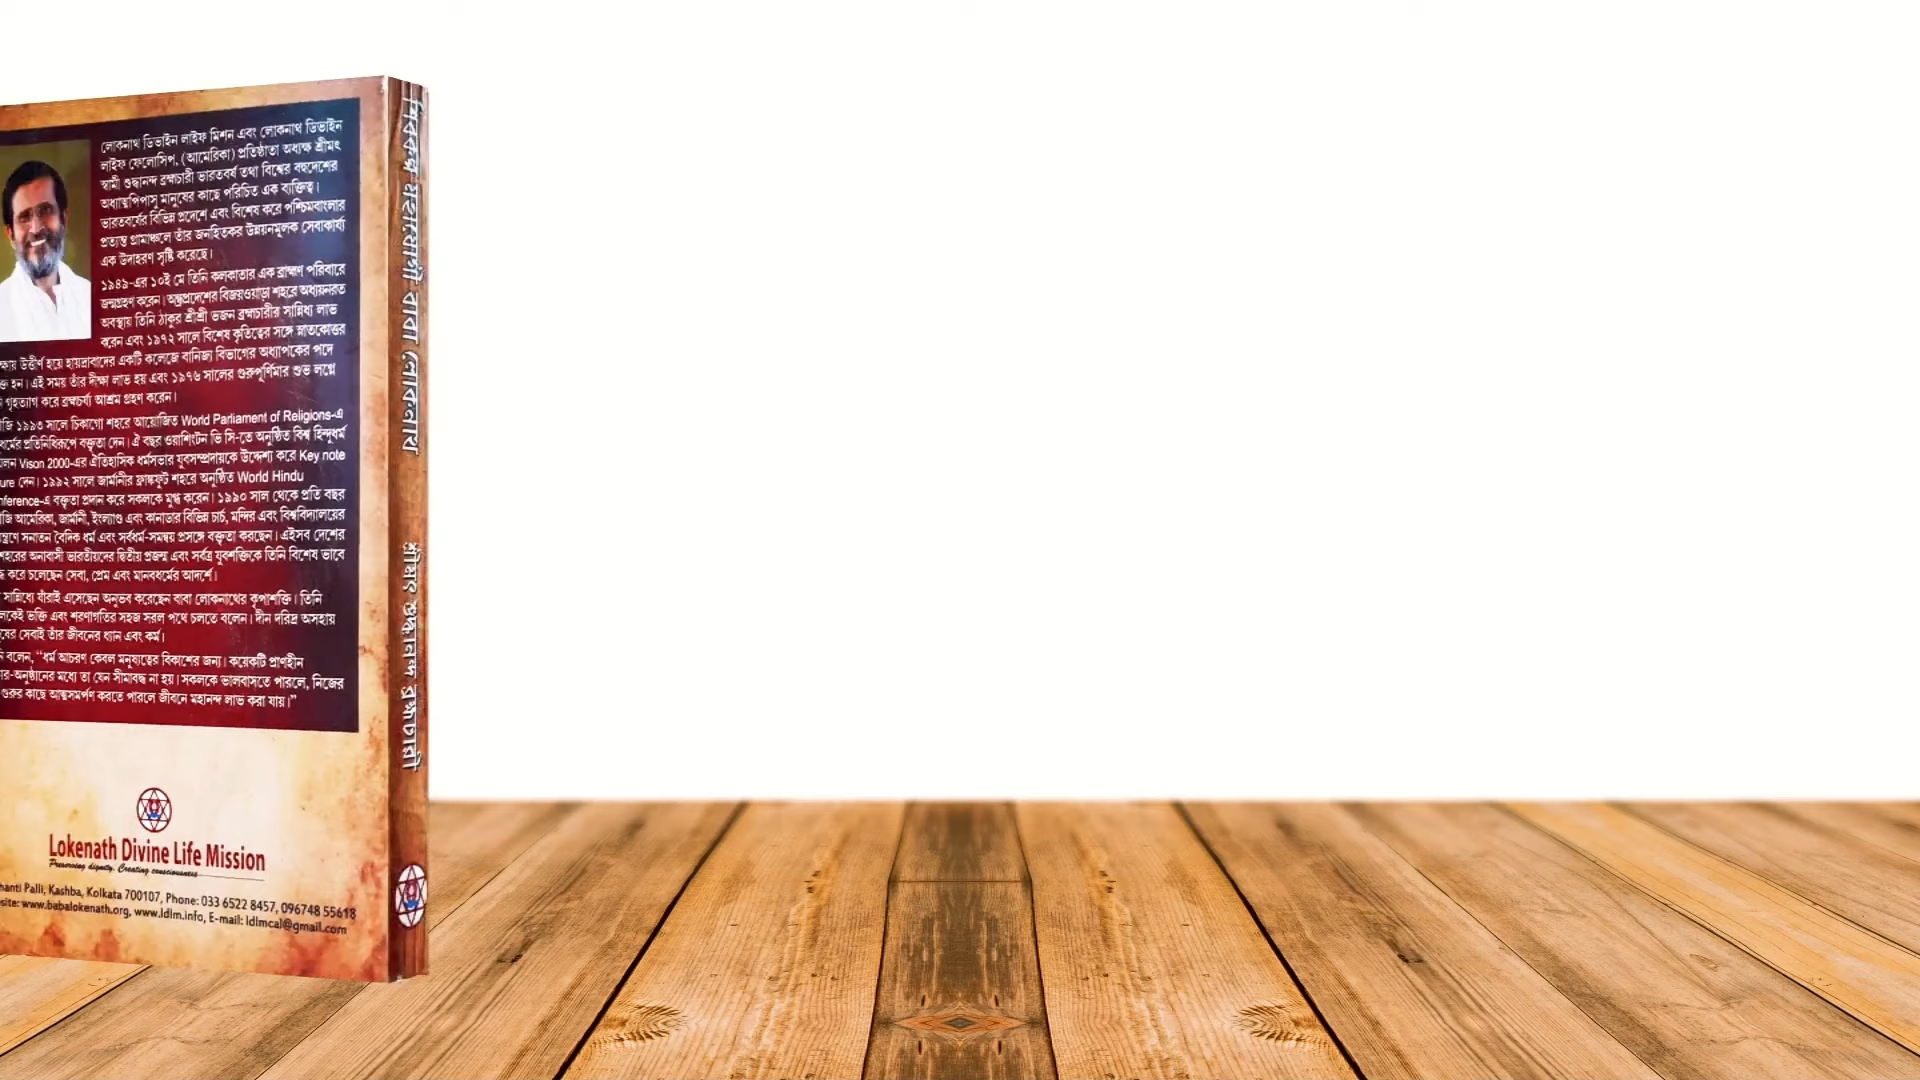 লোকনাথ ডিভাইন লাইফ মিশন এবং লোকনাথ ডিভাইন
লাইফ ফেলোসিপ, (আমেরিকা) প্রতিষ্ঠাতা অধ্যক্ষ শ্রীমৎ
স্বামী শুদ্ধানন্দ ব্রহ্মচারী ভারতবর্ষ তথা বিশ্বের বহুদেশের
অধ্যাত্মপিপাসু মানুষের কাছে পরিচিত এক ব্যক্তিত্ব।
ভারতবর্ষের বিভিন্ন প্রদেশে এবং বিশেষ করে পশ্চিমবাংলার
প্রত্যন্ত গ্রামাঞ্চলে তাঁর জনহিতকর উন্নয়নমূলক সেবাকার্য্য
এক উদাহরণ সৃষ্টি করেছে।
১৯৪৯-এর ১০ই মে তিনি কলকাতার এক ব্রাহ্মণ পরিবারে
জন্মগ্রহণ করেন। অন্ধ্রপ্রদেশের বিজয়ওয়াড়া শহরে অধ্যয়নরত
অবস্থায় তিনি ঠাকুর শ্রীশ্রী ভজন ব্রহ্মচারীর সান্নিধ্য লাভ
করেন এবং ১৯৭২ সালে বিশেষ কৃতিত্বের সঙ্গে স্নাতকোত্তর
উত্তীর্ণ হয়ে হায়দ্রাবাদের একটি কলেজে বানিজ্য বিভাগের অধ্যাপকের পদে
হন। এই সময় তাঁর দীক্ষা লাভ হয় এবং ১৯৭৬ সালের গুরুপূর্ণিমার শুভ লগ্নে
গৃহত্যাগ করে ব্রহ্মচর্য্য আশ্রম গ্রহণ করেন।
১৯৯৩ সালে চিকাগো শহরে আয়োজিত World Parliament of Religions-এ
প্রতিনিধিরূপে বক্তৃতা দেন। ঐ বছর ওয়াশিংটন ডি সি-তে অনুষ্ঠিত বিশ্ব হিন্দুধর্ম
Vison 2000-এর ঐতিহাসিক ধর্মসভার যুবসম্প্রদায়কে উদ্দেশ্য করে Key note
দেন। ১৯৯২ সালে জার্মানীর ফ্রাঙ্কফুট শহরে অনুষ্ঠিত World Hindu
বক্তৃতা প্রদান করে সকলকে মুগ্ধ করেন। ১৯৯০ সাল থেকে প্রতি বছর
আমেরিকা, জার্মানী, ইংল্যাণ্ড এবং কানাডার বিভিন্ন চার্চ, মন্দির এবং বিশ্ববিদ্যালয়ের
সনাতন বৈদিক ধর্ম এবং সর্বধর্ম-সমন্বয় প্রসঙ্গে বক্তৃতা করছেন। এইসব দেশের
অনাবাসী ভারতীয়দের দ্বিতীয় প্রজন্ম এবং সর্বত্র যুবশক্তিকে তিনি বিশেষ ভাবে
করে চলেছেন সেবা, প্রেম এবং মানবধর্মের আদর্শে।
সান্নিধ্যে যাঁরাই এসেছেন অনুভব করেছেন বাবা লোকনাথের কৃপাশক্তি। তিনি
ভক্তি এবং শরণাগতির সহজ সরল পথে চলতে বলেন। দীন দরিদ্র অসহায়
সেবাই তাঁর জীবনের ধ্যান এবং কর্ম।
বলেন, “ধর্ম আচরণ কেবল মনুষ্যত্বের বিকাশের জন্য। কয়েকটি প্রাণহীন
অনুষ্ঠানের মধ্যে তা যেন সীমাবদ্ধ না হয়। সকলকে ভালবাসতে পারলে, নিজের
গুরুর কাছে আত্মসমর্পণ করতে পারলে জীবনে মহানন্দ লাভ করা যায়।”
Lokenath Divine Life Mission
Preserving dignity. Creating consciousness
Palli, Kashba, Kolkata 700107, Phone: 033 6522 8457, 096748 55618
www.babalokenath.org, www.ldlm.info, E-mail: ldlmcal@gmail.com
শিবকল্প মহাযোগী বাবা লোকনাথ
শ্রীমৎ শুদ্ধানন্দ ব্রহ্মচারী